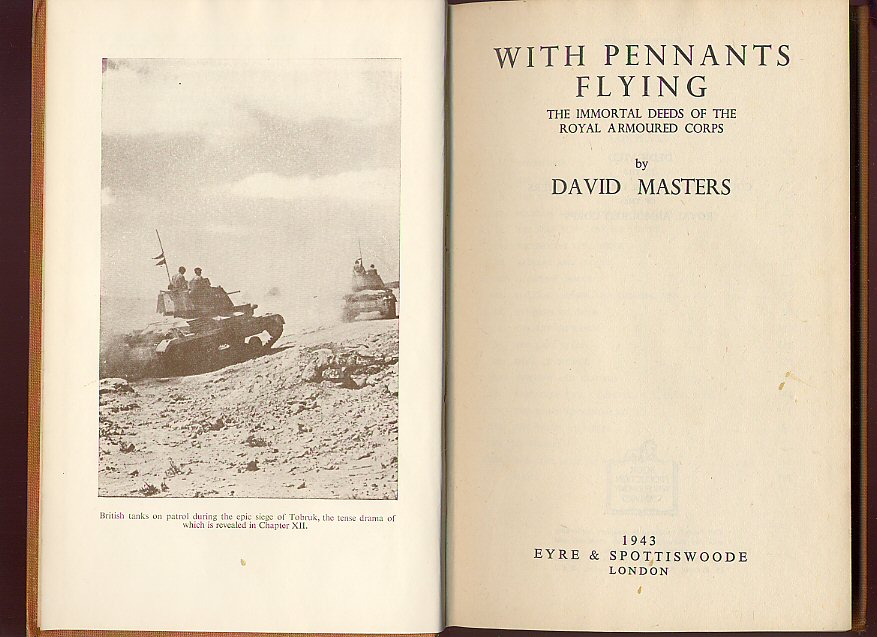 British tanks on patrol during the epic siege of Tobruk, the tense drama of
which is revealed in Chapter XII.
WITH PENNANTS
FLYING
THE IMMORTAL DEEDS OF THE
ROYAL ARMOURED CORPS
by
DAVID MASTERS
1943
EYRE & SPOTTISWOODE
LONDON